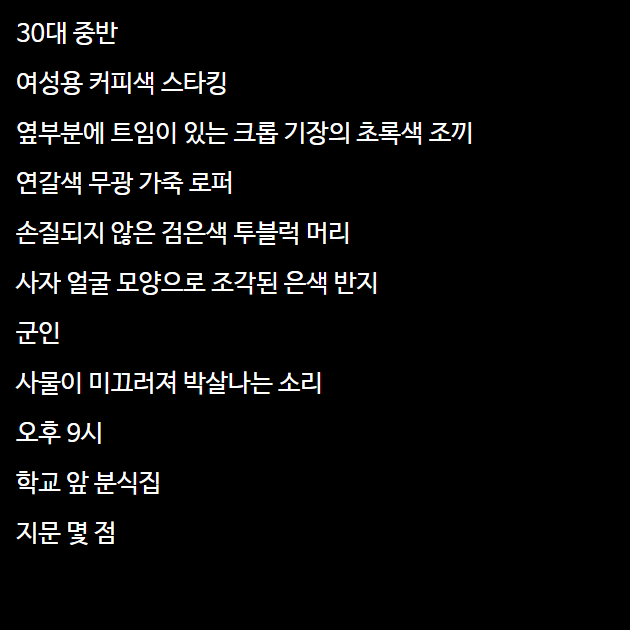 30대 중반
여성용 커피색 스타킹
옆부분에 트임이 있는 크롭 기장의 초록색 조끼
연갈색 무광 가죽 로퍼
손질되지 않은 검은색 투블럭 머리
사자 얼굴 모양으로 조각된 은색 반지
군인
사물이 미끄러져 박살나는 소리
오후 9시
학교 앞 분식집
지문 몇 점